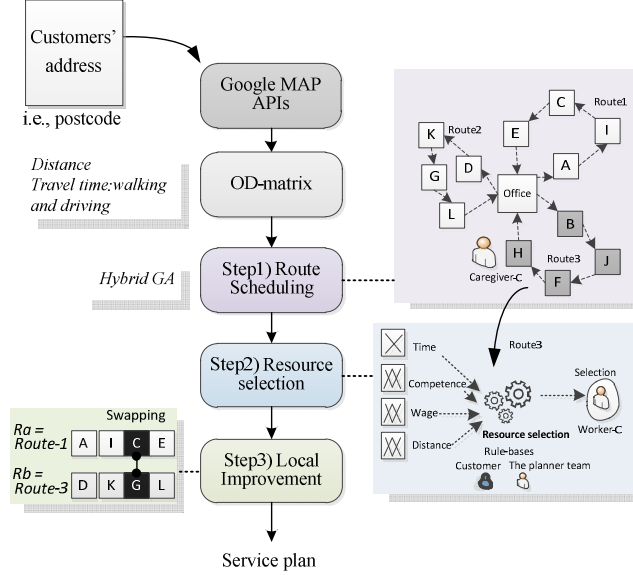 Customers'
address
i.e., postcode
Google MAP
APIs
Distance
Travel time:walking
and driving
OD-matrix
Hybrid GA
Step1) Route
Scheduling
Step2) Resource
selection
Swapping
Ra =
Route-1
A I C E
Rb =
Route-3
D K G L
Step3) Local
Improvement
Service plan
C
Route1
K
Route2
E
I
G
D
A
Office
L
B
H
Route3
J
Caregiver-C
F
Route3
Time
Competence
Wage
Distance
Selection
Worker-C
Resource selection
Rule-bases
Customer
The planner team